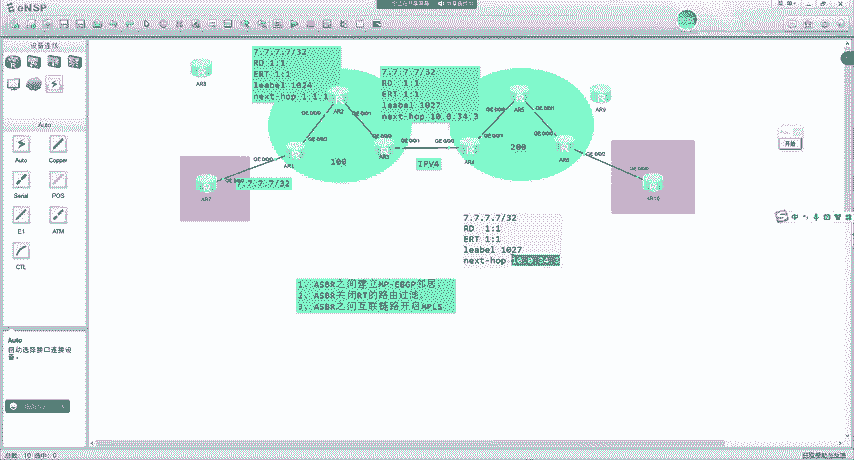 eNSP
设备连线
Auto
Auto
Copper
Serial
POS
E1
ATM
CTL
Auto
自动选择接口连接设备。
AR8
7.7.7.7/32
RD 1:1
ERT 1:1
leabel 1024
next-hop 1.1.1
7.7.7.7/32
RD 1:1
ERT 1:1
leabel 1027
next-hop 10.0.34.3
AR2
AR5
AR9
AR1
AR3
AR4
AR6
100
200
IPV4
AR7
7.7.7.7/32
AR10
7.7.7.7/32
RD 1:1
ERT 1:1
leabel 1027
next-hop 10.0.34.3
1、ASBR之间建立MP-EBGP邻居
2、ASBR关闭RT的路由过滤
3、ASBR之间互联链路开启MPLS
开始
总数: 10 选中: 0
获取帮助与反馈